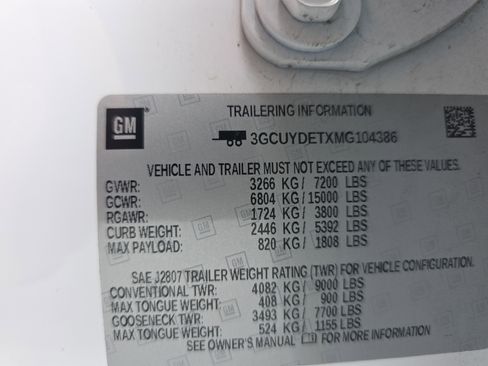 GM
TRAILERING INFORMATION
3GCUYDETXMG104386
VEHICLE AND TRAILER MUST NOT EXCEED ANY OF THESE VALUES.
GVWR: 3266 KG / 7200 LBS
GCWR: 6804 KG / 15000 LBS
RGAWR: 1724 KG / 3800 LBS
CURB WEIGHT: 2446 KG / 5392 LBS
MAX PAYLOAD: 820 KG / 1808 LBS
SAE J2807 TRAILER WEIGHT RATING (TWR) FOR VEHICLE CONFIGURATION.
CONVENTIONAL TWR: 4082 KG / 9000 LBS
MAX TONGUE WEIGHT: 408 KG / 900 LBS
GOOSENECK TWR: 3493 KG / 7700 LBS
MAX TONGUE WEIGHT: 524 KG / 1155 LBS
SEE OWNER'S MANUAL FOR MORE INFORMATION